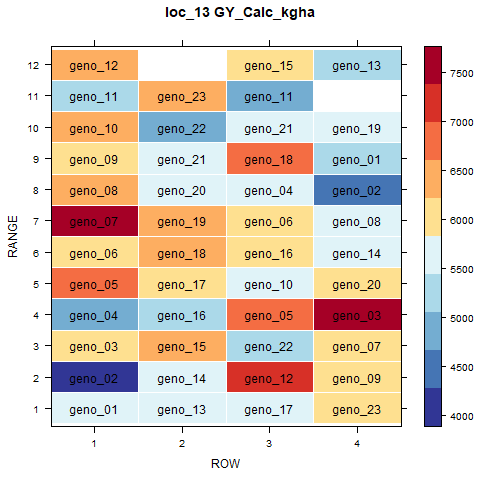 loc_13 GY_Calc_kgha
12 geno_12 geno_15 geno_13
11 geno_11 geno_23 geno_11
10 geno_10 geno_22 geno_21 geno_19
9 geno_09 geno_21 geno_18 geno_01
8 geno_08 geno_20 geno_04 geno_02
7 geno_07 geno_19 geno_06 geno_08
6 geno_06 geno_18 geno_16 geno_14
5 geno_05 geno_17 geno_10 geno_20
4 geno_04 geno_16 geno_05 geno_03
3 geno_03 geno_15 geno_22 geno_07
2 geno_02 geno_14 geno_12 geno_09
1 geno_01 geno_13 geno_17 geno_23
1 2 3 4
ROW
RANGE
7500
7000
6500
6000
5500
5000
4500
4000